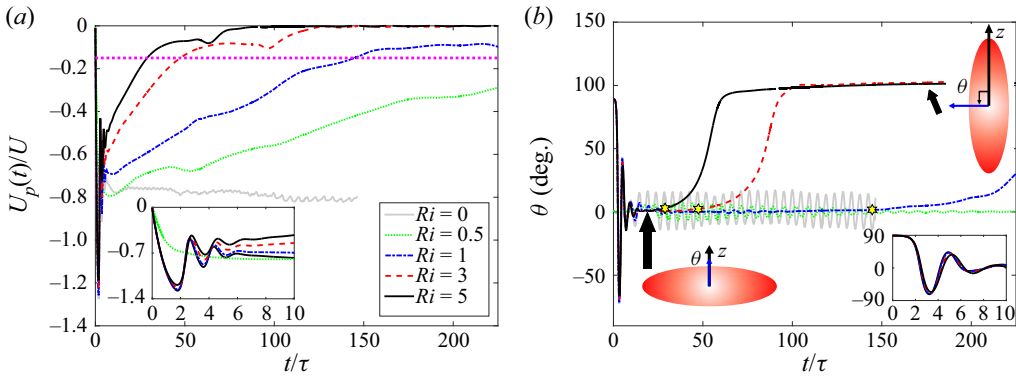 (a)
U_p(t)/U
0
−0.2
−0.4
−0.6
−0.8
−1.0
−1.2
−1.4
0
−0.7
−1.4
0 2 4 6 8 10
Ri = 0
Ri = 0.5
Ri = 1
Ri = 3
Ri = 5
0 50 100 150 200
t/τ
(b)
θ (deg.)
150
100
50
0
−50
θ
z
θ
z
90
0
−90
0 2 4 6 8 10
0 50 100 150 200
t/τ